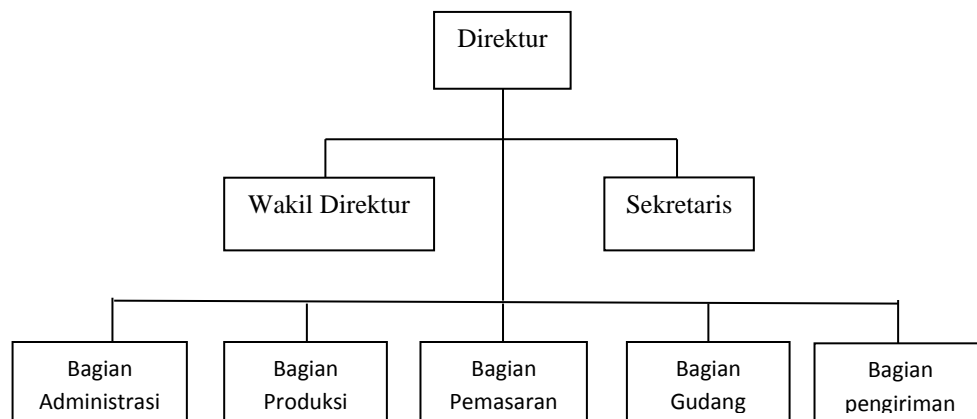 Direktur
Wakil Direktur
Sekretaris
Bagian
Administrasi
Bagian
Produksi
Bagian
Pemasaran
Bagian
Gudang
Bagian
pengiriman